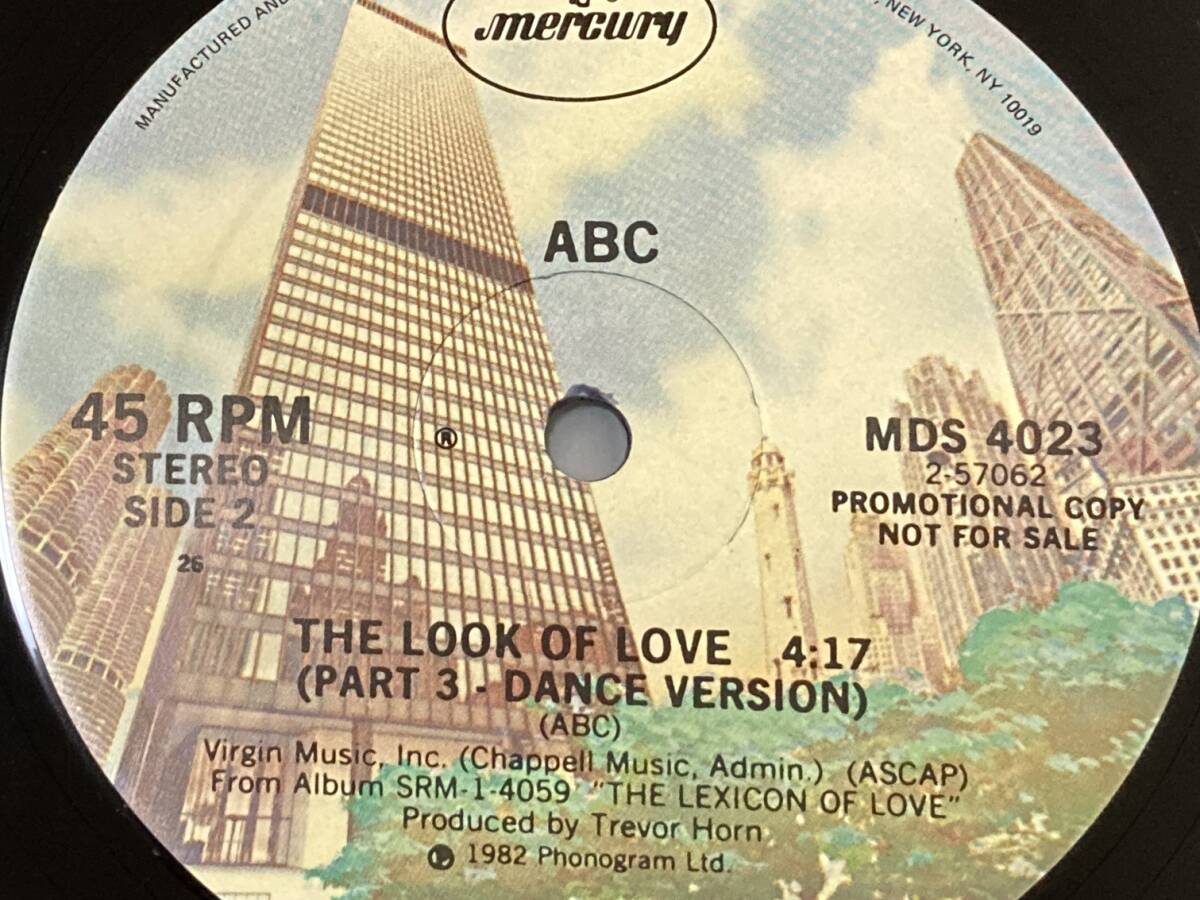 MANUFACTURED AND
mercury
, NEW YORK, NY 10019
ABC
45 RPM
STEREO
SIDE 2
26
®
MDS 4023
2-57062
PROMOTIONAL COPY
NOT FOR SALE
THE LOOK OF LOVE 4:17
(PART 3 - DANCE VERSION)
(ABC)
Virgin Music, Inc. (Chappell Music, Admin.) (ASCAP)
From Album SRM-1-4059 "THE LEXICON OF LOVE"
Produced by Trevor Horn
℗ 1982 Phonogram Ltd.